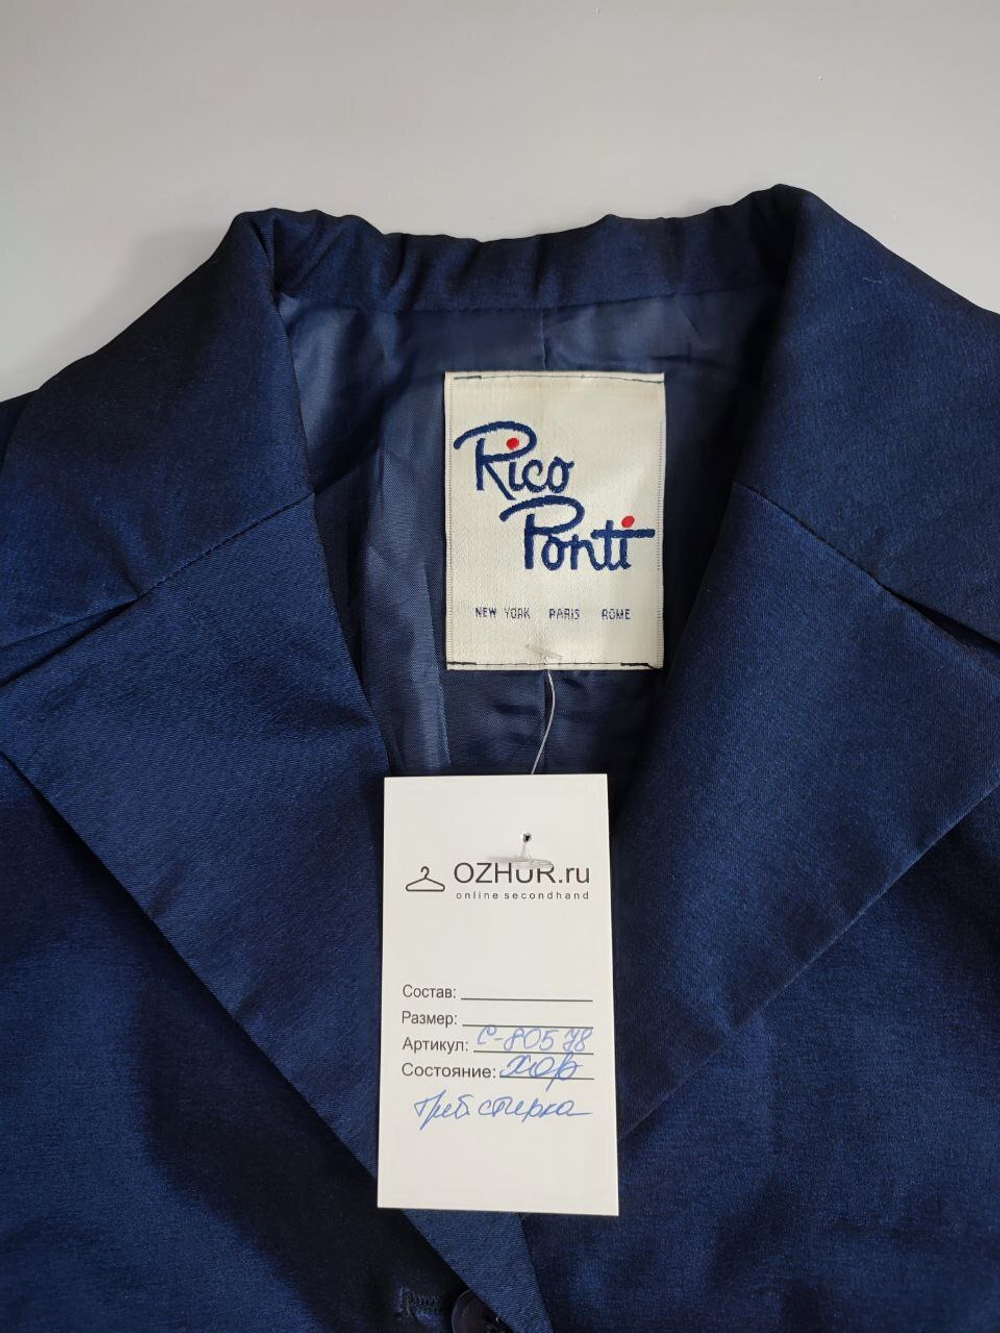 Rico
Ponti
NEW YORK PARIS ROME
OZHUR.ru
online secondhand
Состав:
Размер:
Артикул: С-80578
Состояние: хор
треб. стирка